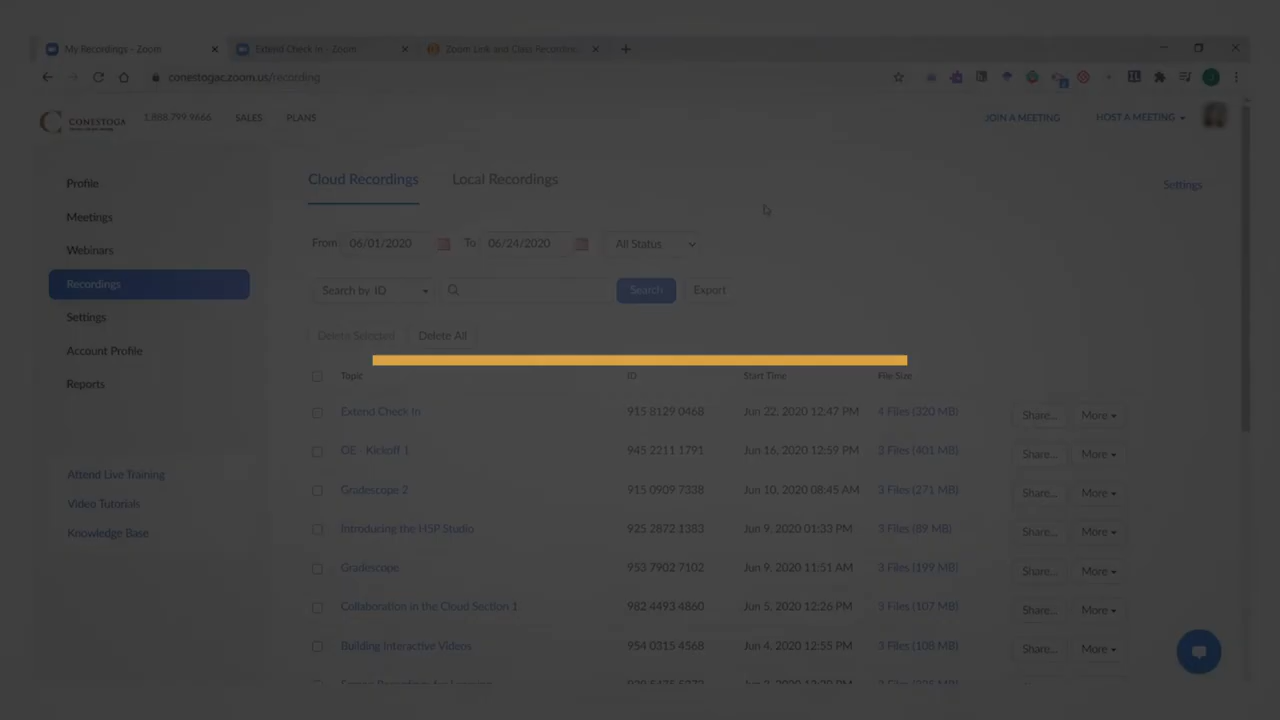 My Recordings - Zoom
Extend Check In - Zoom
Zoom Link and Class Recordin...
conestogac.zoom.us/recording
CONESTOGA 1.888.799.9666 SALES PLANS JOIN A MEETING HOST A MEETING
Profile
Meetings
Webinars
Recordings
Settings
Account Profile
Reports
Attend Live Training
Video Tutorials
Knowledge Base
Cloud Recordings Local Recordings Settings
From 06/01/2020 To 06/24/2020 All Status
Search by ID Search Export
Delete Selected Delete All
Topic ID Start Time File Size
Extend Check In 915 8129 0468 Jun 22, 2020 12:47 PM 4 Files (320 MB) Share... More
OE - Kickoff 1 945 2211 1791 Jun 16, 2020 12:59 PM 3 Files (401 MB) Share... More
Gradescope 2 915 0909 7338 Jun 10, 2020 08:45 AM 3 Files (271 MB) Share... More
Introducing the HSP Studio 925 2872 1383 Jun 9, 2020 01:33 PM 3 Files (89 MB) Share... More
Gradescope 953 7902 7102 Jun 9, 2020 11:51 AM 3 Files (199 MB) Share... More
Collaboration in the Cloud Section 1 982 4493 4860 Jun 5, 2020 12:26 PM 3 Files (107 MB) Share... More
Building Interactive Videos 954 0315 4568 Jun 4, 2020 12:55 PM 3 Files (108 MB) Share... More